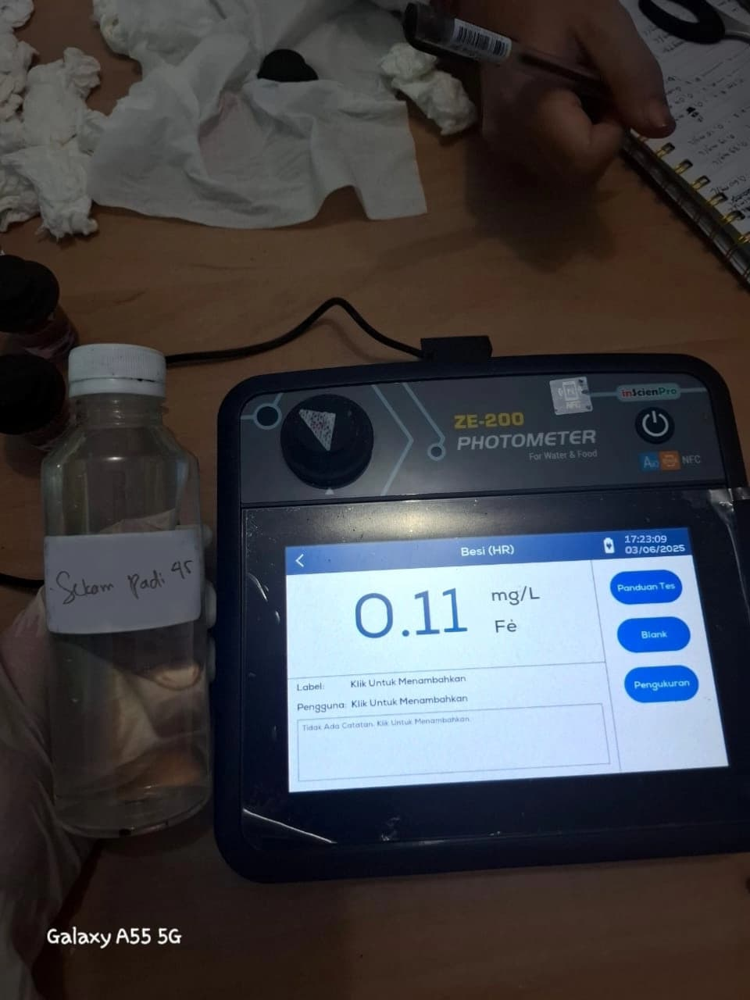 inScienPro
NFC
ZE-200
PHOTOMETER
For Water & Food
NFC
Besi (HR)
17:23:09
03/06/2025
0.11 mg/L
Fe
Panduan Tes
Blank
Pengukuran
Label: Klik Untuk Menambahkan
Pengguna: Klik Untuk Menambahkan
Tidak Ada Catatan. Klik Untuk Menambahkan.
Sekam padi 45
Galaxy A55 5G